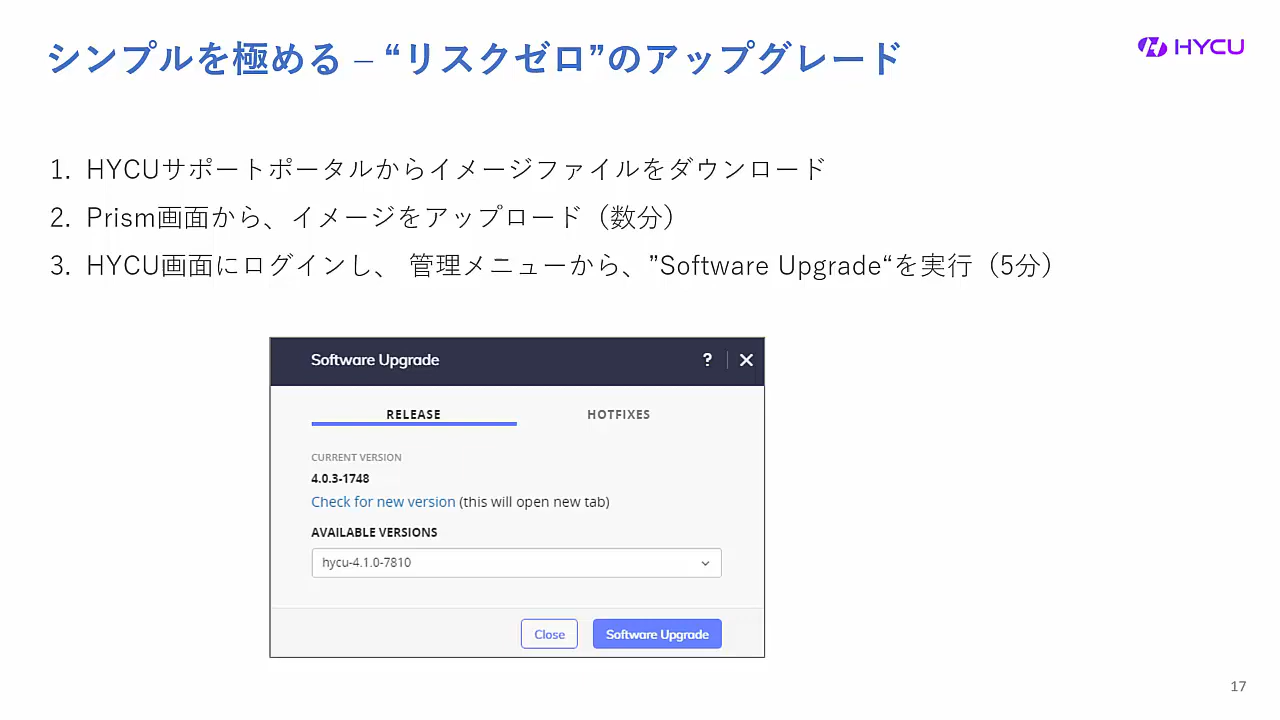 シンプルを極める – “リスクゼロ”のアップグレード
HYCU
1. HYCUサポートポータルからイメージファイルをダウンロード
2. Prism画面から、イメージをアップロード（数分）
3. HYCU画面にログインし、 管理メニューから、”Software Upgrade“を実行（5分）
Software Upgrade ? ×
RELEASE HOTFIXES
CURRENT VERSION
4.0.3-1748
Check for new version (this will open new tab)
AVAILABLE VERSIONS
hycu-4.1.0-7810
Close Software Upgrade
17